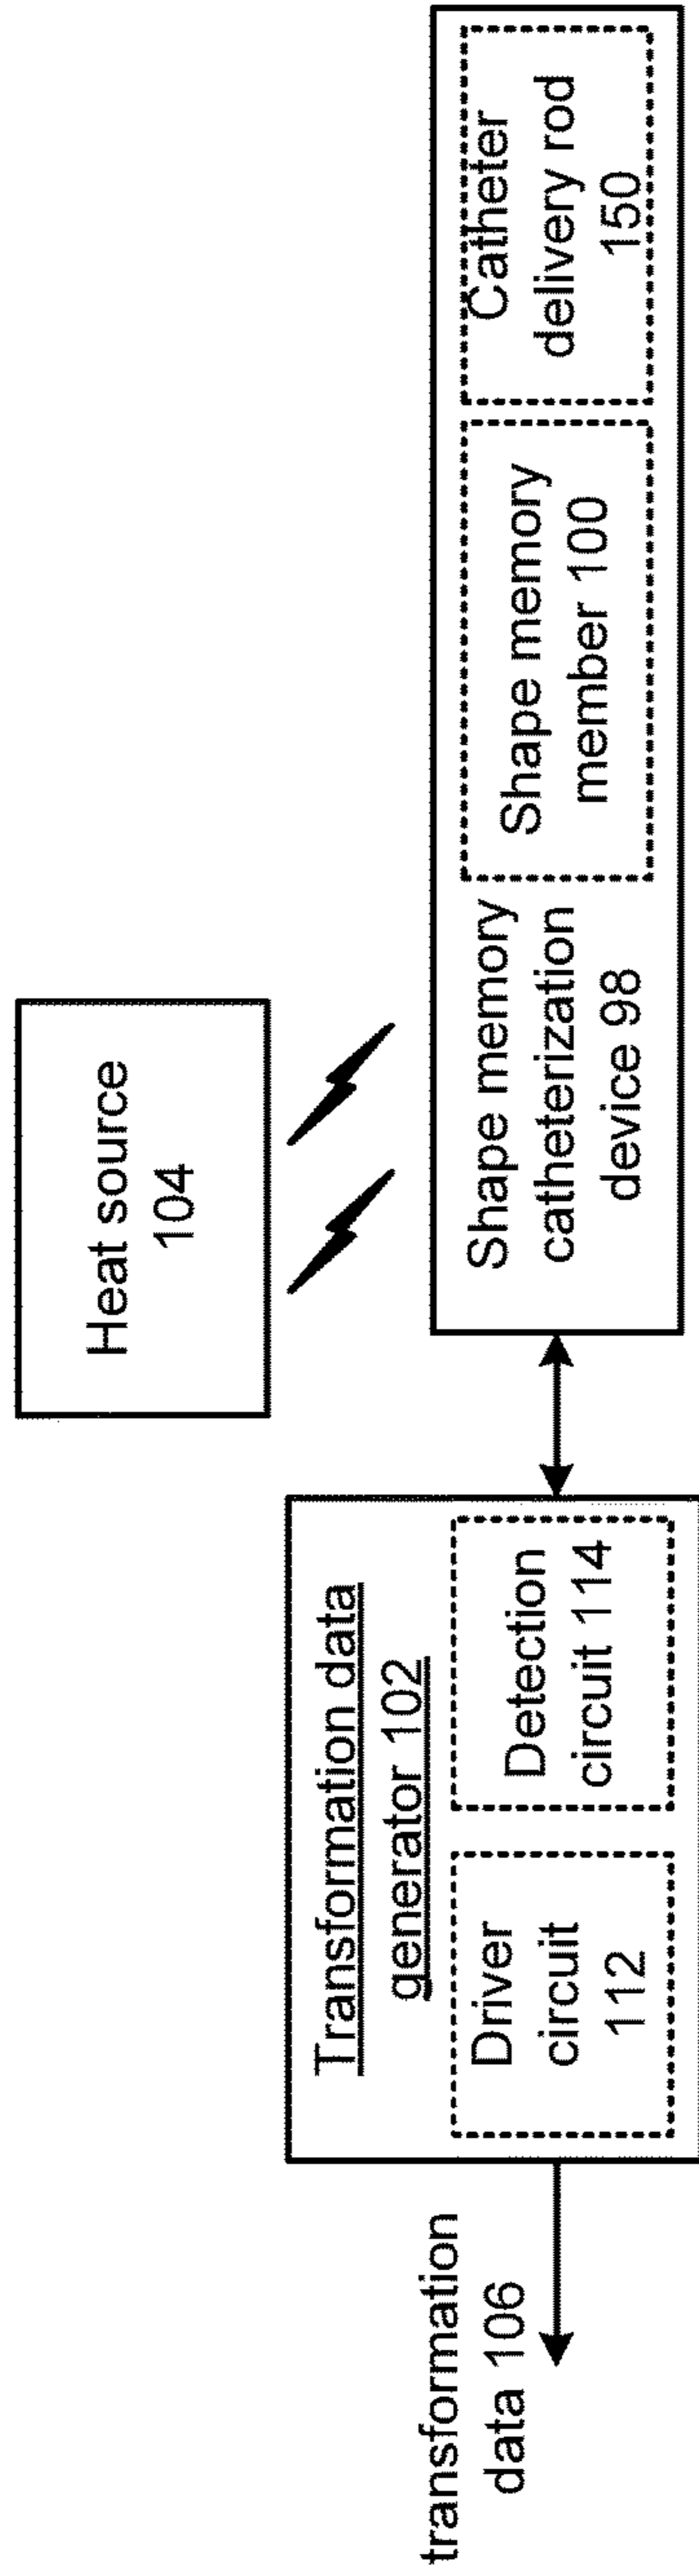 Heat source
104
transformation
data 106
Transformation data
generator 102
Driver
circuit
112
Detection
circuit 114
Shape memory
catheterization
device 98
Shape memory
member 100
Catheter
delivery rod
150